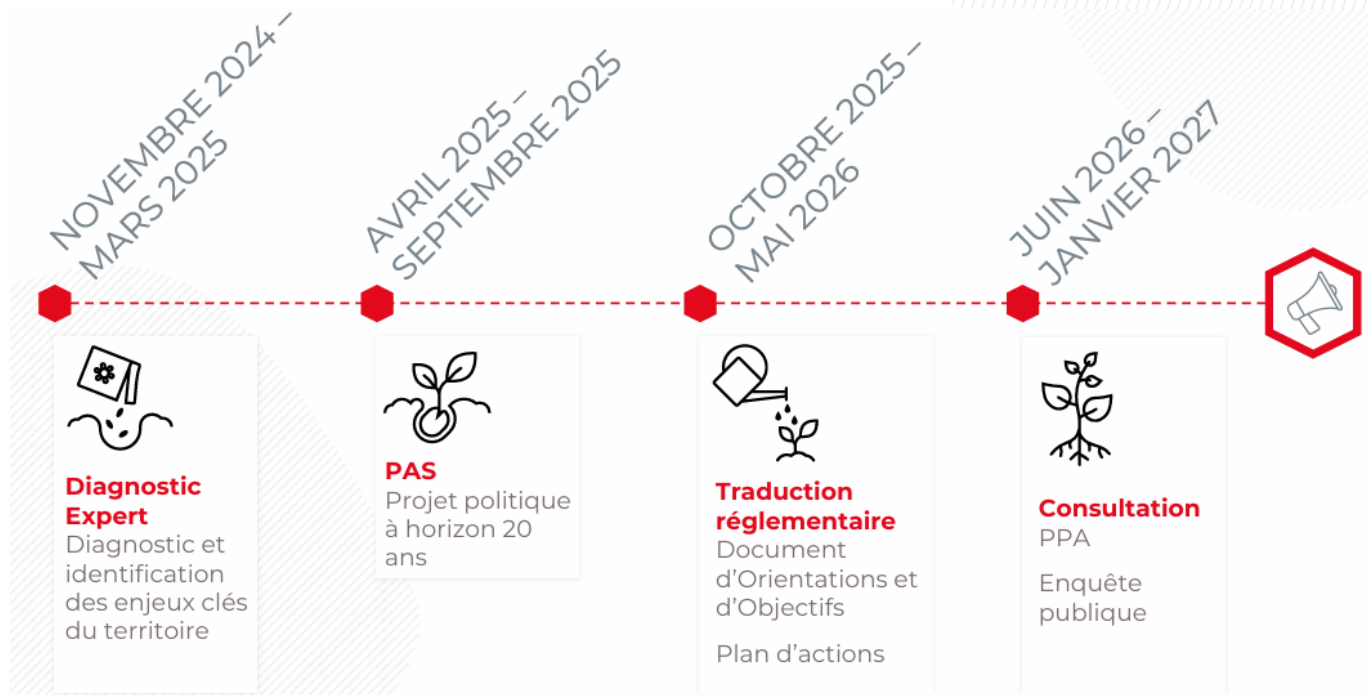 NOVEMBRE 2024 –
MARS 2025
AVRIL 2025 –
SEPTEMBRE 2025
OCTOBRE 2025 –
MAI 2026
JUIN 2026 –
JANVIER 2027
Diagnostic
Expert
Diagnostic et
identification
des enjeux clés
du territoire
PAS
Projet politique
à horizon 20
ans
Traduction
réglementaire
Document
d'Orientations et
d'Objectifs
Plan d'actions
Consultation
PPA
Enquête
publique